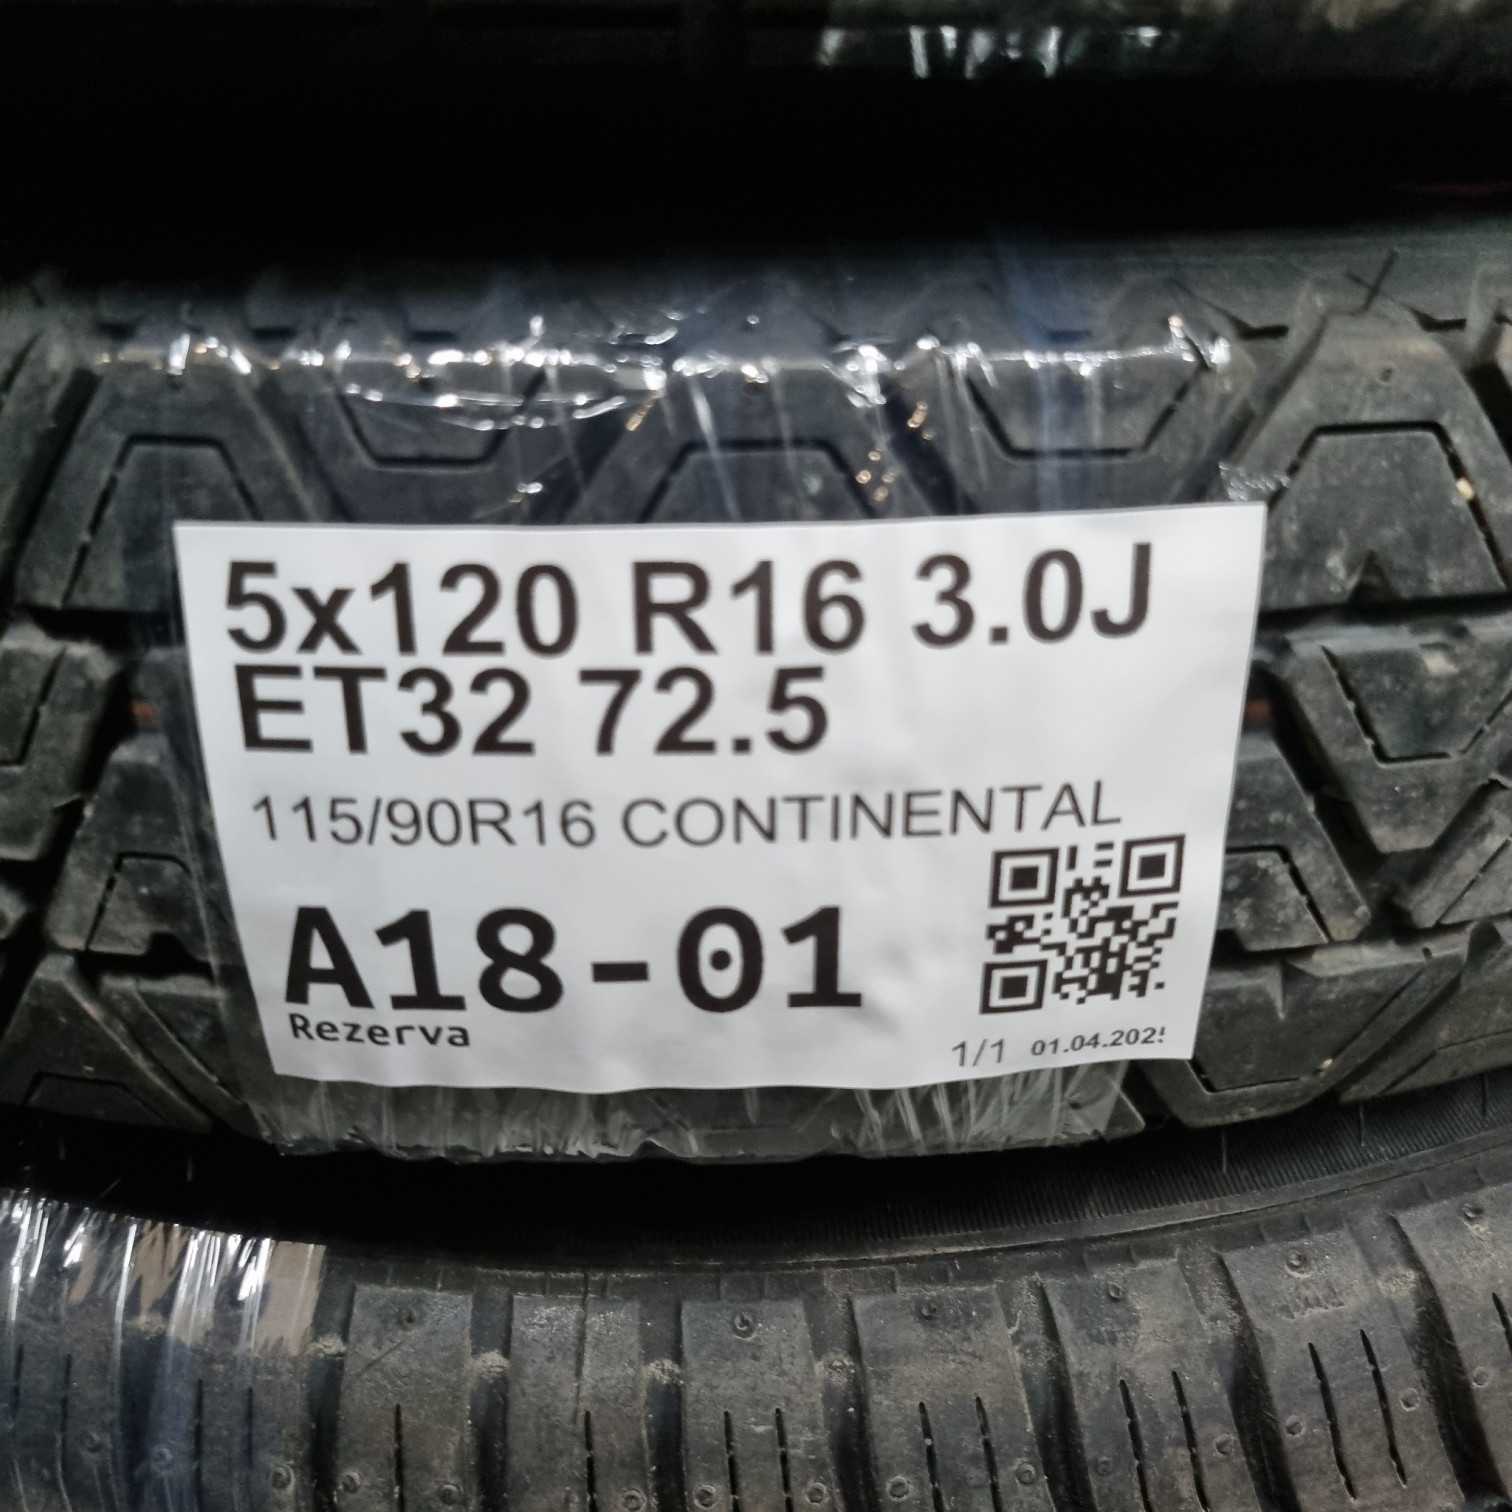 5x120 R16 3.0J
ET32 72.5
115/90R16 CONTINENTAL
A18-01
Rezerva
1/1 01.04.202